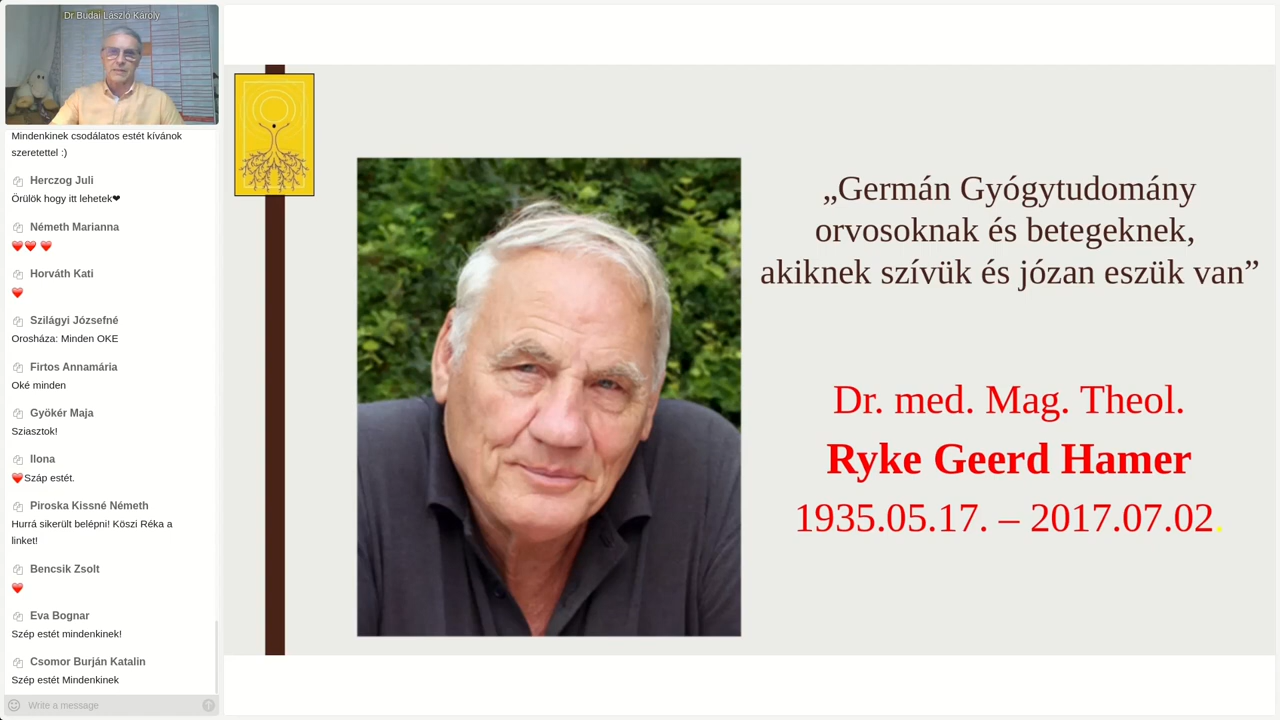 Dr Budai László Károly
Mindenkinek csodálatos estét kívánok
szeretettel :)
Herczog Juli
Örülök hogy itt lehetek❤
Németh Marianna
❤️❤️ ❤️
Horváth Kati
❤️
Szilágyi Józsefné
Orosháza: Minden OKE
Firtos Annamária
Oké minden
Gyökér Maja
Sziasztok!
Ilona
❤️Száp estét.
Piroska Kissné Németh
Hurrá sikerült belépni! Köszi Réka a
linket!
Bencsik Zsolt
❤️
Eva Bognar
Szép estét mindenkinek!
Csomor Burján Katalin
Szép estét Mindenkinek
Write a message
„Germán Gyógytudomány
orvosoknak és betegeknek,
akiknek szívük és józan eszük van”
Dr. med. Mag. Theol.
Ryke Geerd Hamer
1935.05.17. – 2017.07.02.